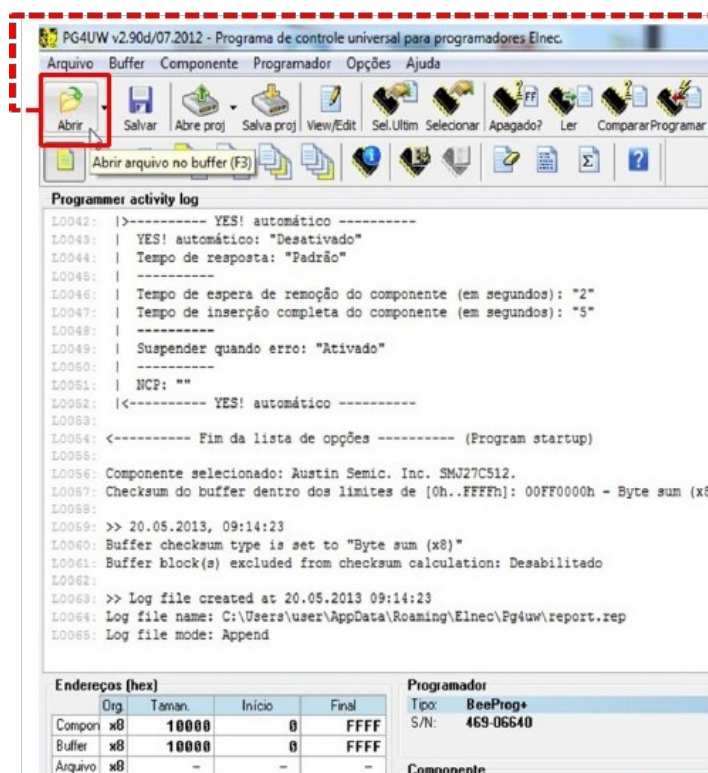 PG4UW v2.90d/07.2012 - Programa de controle universal para programadores Elnec.
Arquivo Buffer Componente Programador Opções Ajuda
Abrir Salvar Abre proj Salva proj View/Edit Sel.Ultim Selecionar Apagado? Ler Comparar Programar
Abrir arquivo no buffer (F3)
Programmer activity log
L0042: |>---------- YES! automático ----------
L0043: | YES! automático: "Desativado"
L0044: | Tempo de resposta: "Padrão"
L0045: | ----------
L0046: | Tempo de espera de remoção do componente (em segundos): "2"
L0047: | Tempo de inserção completa do componente (em segundos): "5"
L0048: | ----------
L0049: | Suspender quando erro: "Ativado"
L0050: | ----------
L0051: | NCP: ""
L0052: |<---------- YES! automático ----------
L0053:
L0054: <---------- Fim da lista de opções ---------- (Program startup)
L0055:
L0056: Componente selecionado: Austin Semic. Inc. SMJ27C512.
L0057: Checksum do buffer dentro dos limites de [0h..FFFFh]: 00FF0000h - Byte sum (x8
L0058:
L0059: >> 20.05.2013, 09:14:23
L0060: Buffer checksum type is set to "Byte sum (x8)"
L0061: Buffer block(s) excluded from checksum calculation: Desabilitado
L0062:
L0063: >> Log file created at 20.05.2013 09:14:23
L0064: Log file name: C:\Users\user\AppData\Roaming\Elnec\Pg4uw\report.rep
L0065: Log file mode: Append
Endereços (hex) Programador
Org. Taman. Início Final Tipo: BeeProg+
Compon x8 10000 0 FFFF S/N: 469-06640
Buffer x8 10000 0 FFFF
Arquivo x8 - - - Componente